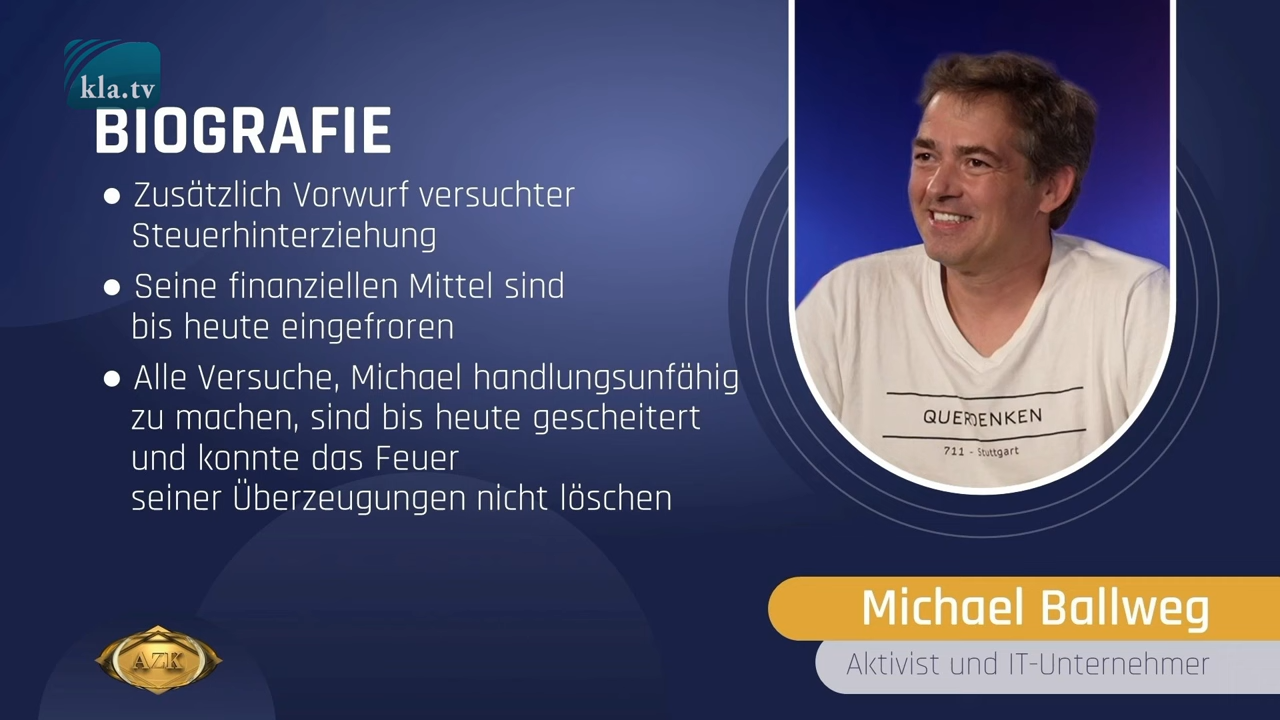 kla.tv
BIOGRAFIE
● Zusätzlich Vorwurf versuchter
Steuerhinterziehung
● Seine finanziellen Mittel sind
bis heute eingefroren
● Alle Versuche, Michael handlungsunfähig
zu machen, sind bis heute gescheitert
und konnte das Feuer
seiner Überzeugungen nicht löschen
QUERDENKEN
711 - Stuttgart
Michael Ballweg
Aktivist und IT-Unternehmer
AZK